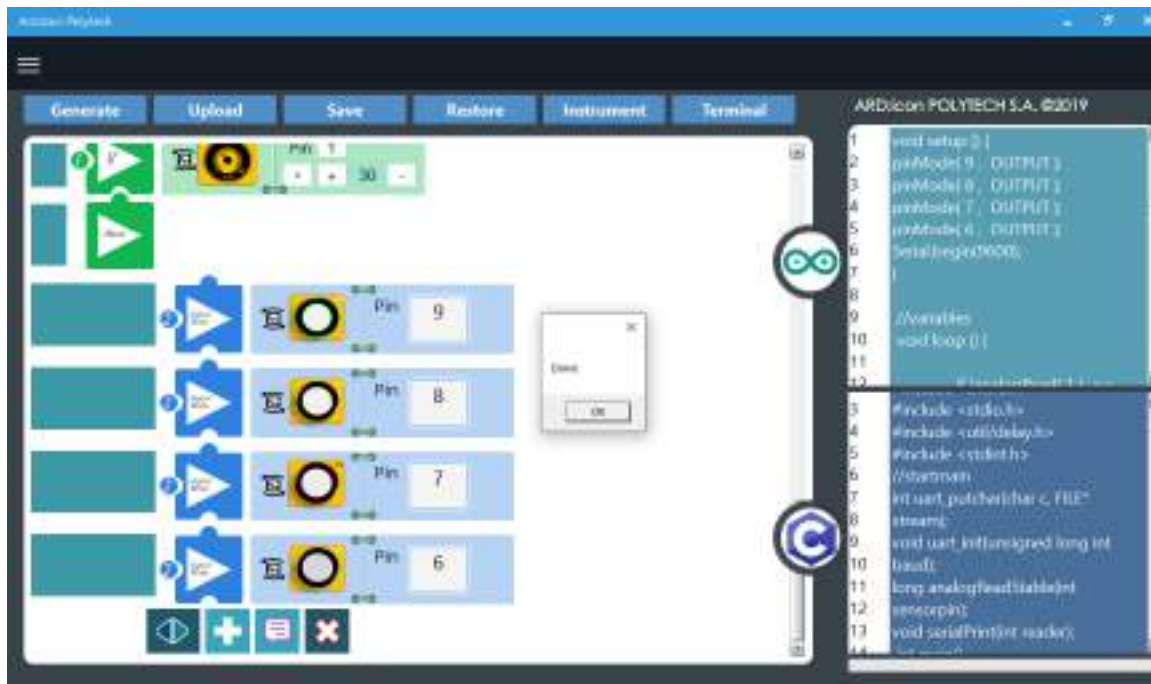 Generate Upload Save Restore Instrument Terminal
ARD:icon POLYTECH S.A. ©2019
Pin 1
+ 30 -
Pin 9
Pin 8
Pin 7
Pin 6
Done
OK
1 void setup () {
2 pinMode( 9 , OUTPUT );
3 pinMode( 8 , OUTPUT );
4 pinMode( 7 , OUTPUT );
5 pinMode( 6 , OUTPUT );
6 Serial.begin(9600);
7 }
8
9 //variables
10 void loop () {
11
12
3 #include <stdio.h>
4 #include <util/delay.h>
5 #include <stdint.h>
6 //startmain
7 int uart_putchar(char c, FILE*
8 stream);
9 void uart_init(unsigned long int
10 baud);
11 long analogReadStable(int
12 sensorpin);
13 void serialPrint(int reader);